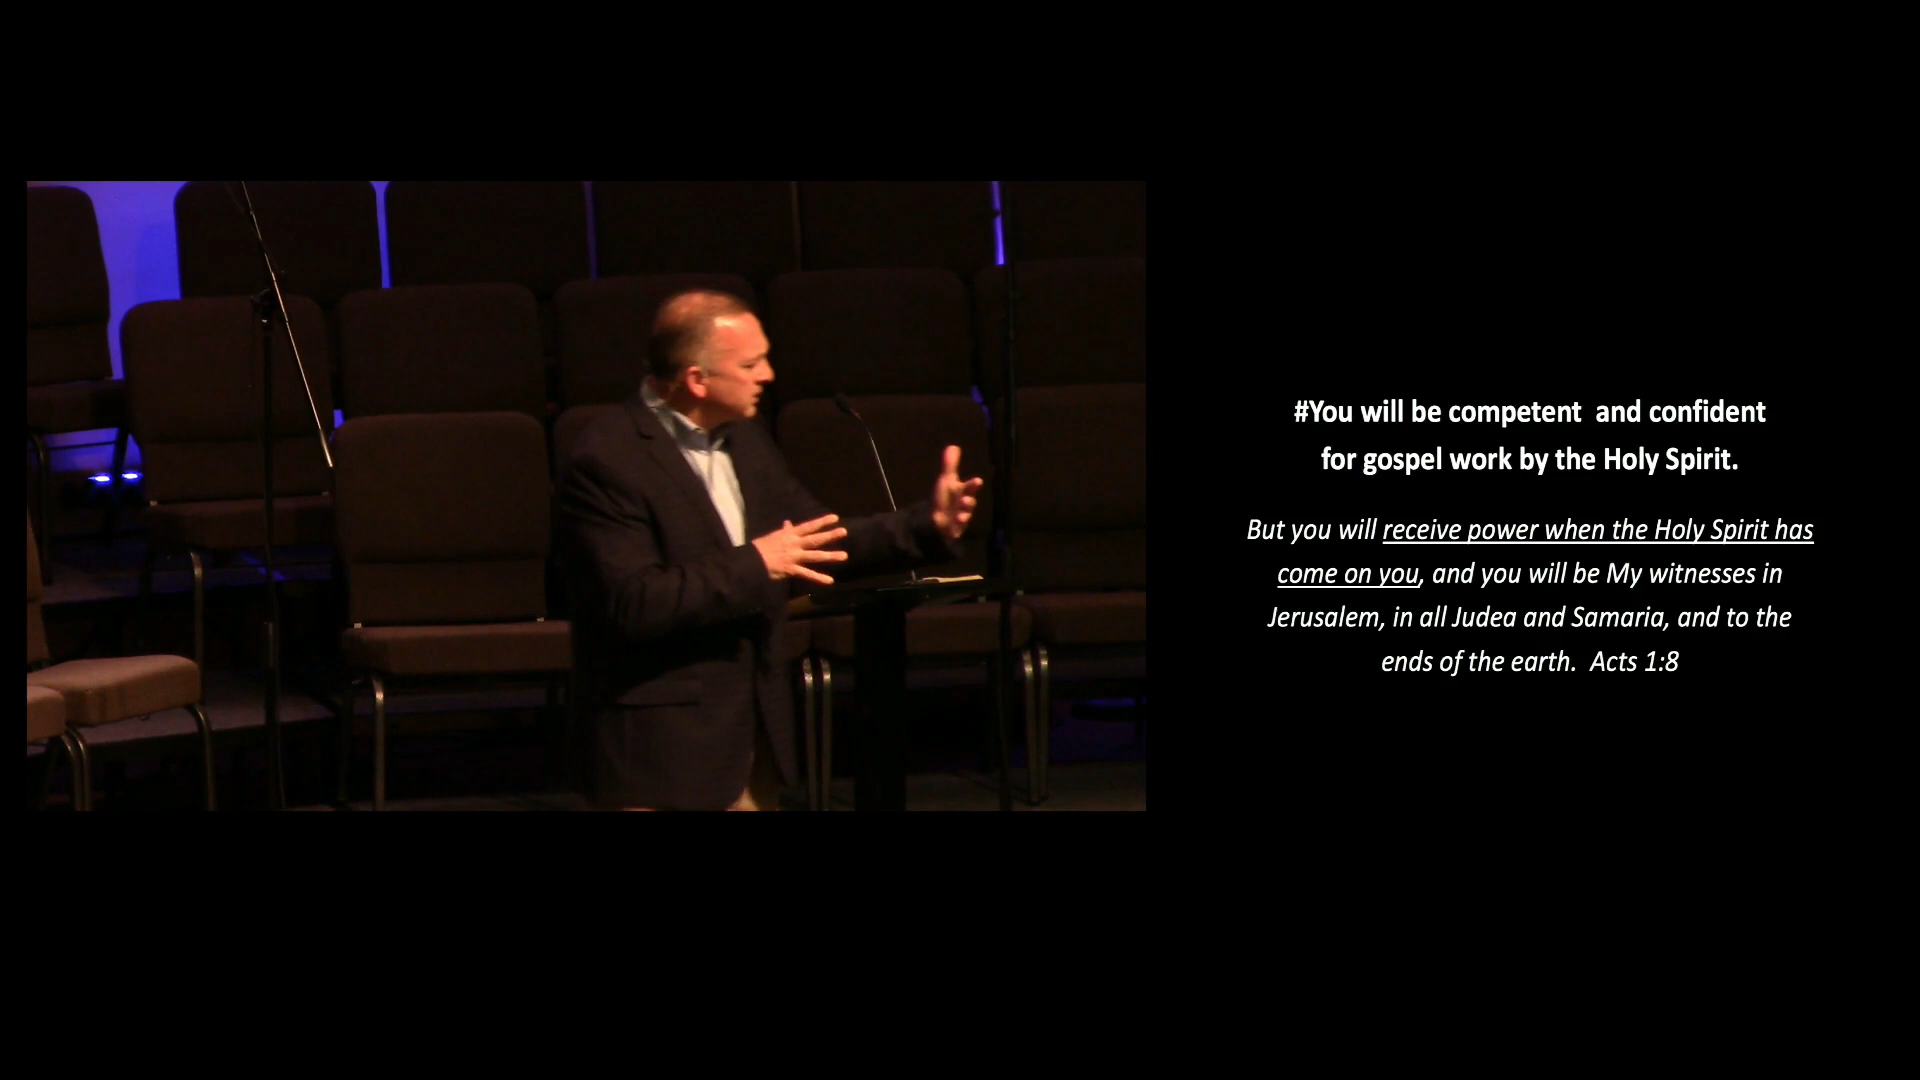 #You will be competent  and confident
for gospel work by the Holy Spirit.
But you will receive power when the Holy Spirit has
come on you, and you will be My witnesses in
Jerusalem, in all Judea and Samaria, and to the
ends of the earth.  Acts 1:8